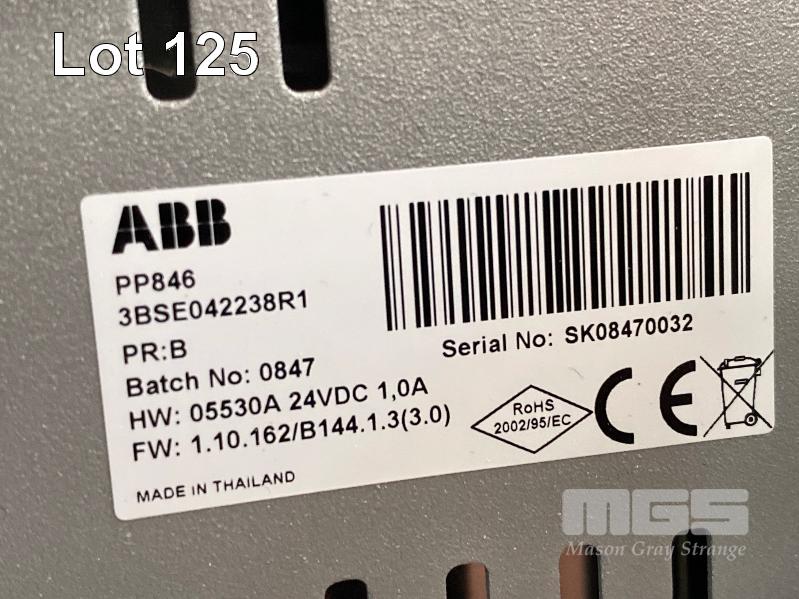 Lot 125
ABB
PP846
3BSE042238R1
PR:B
Batch No: 0847
HW: 05530A 24VDC 1,0A
FW: 1.10.162/B144.1.3(3.0)
MADE IN THAILAND
Serial No: SK08470032
RoHS
2002/95/EC
CE
MGS
Mason Gray Strange